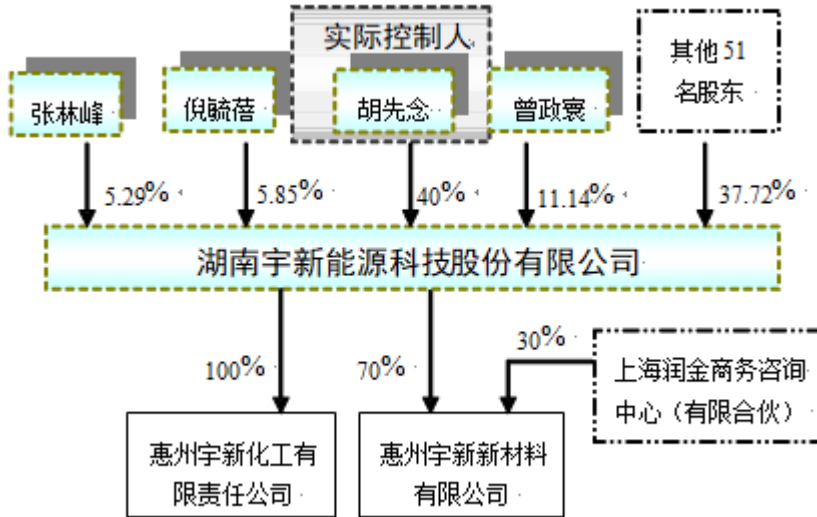 实际控制人
其他 51
名股东
张林峰
倪毓蓓
胡先念
曾政寰
5.29%
5.85%
40%
11.14%
37.72%
湖南宇新能源科技股份有限公司
100%
70%
30%
上海润金商务咨询
中心（有限合伙）
惠州宇新化工有
限责任公司
惠州宇新新材料
有限公司